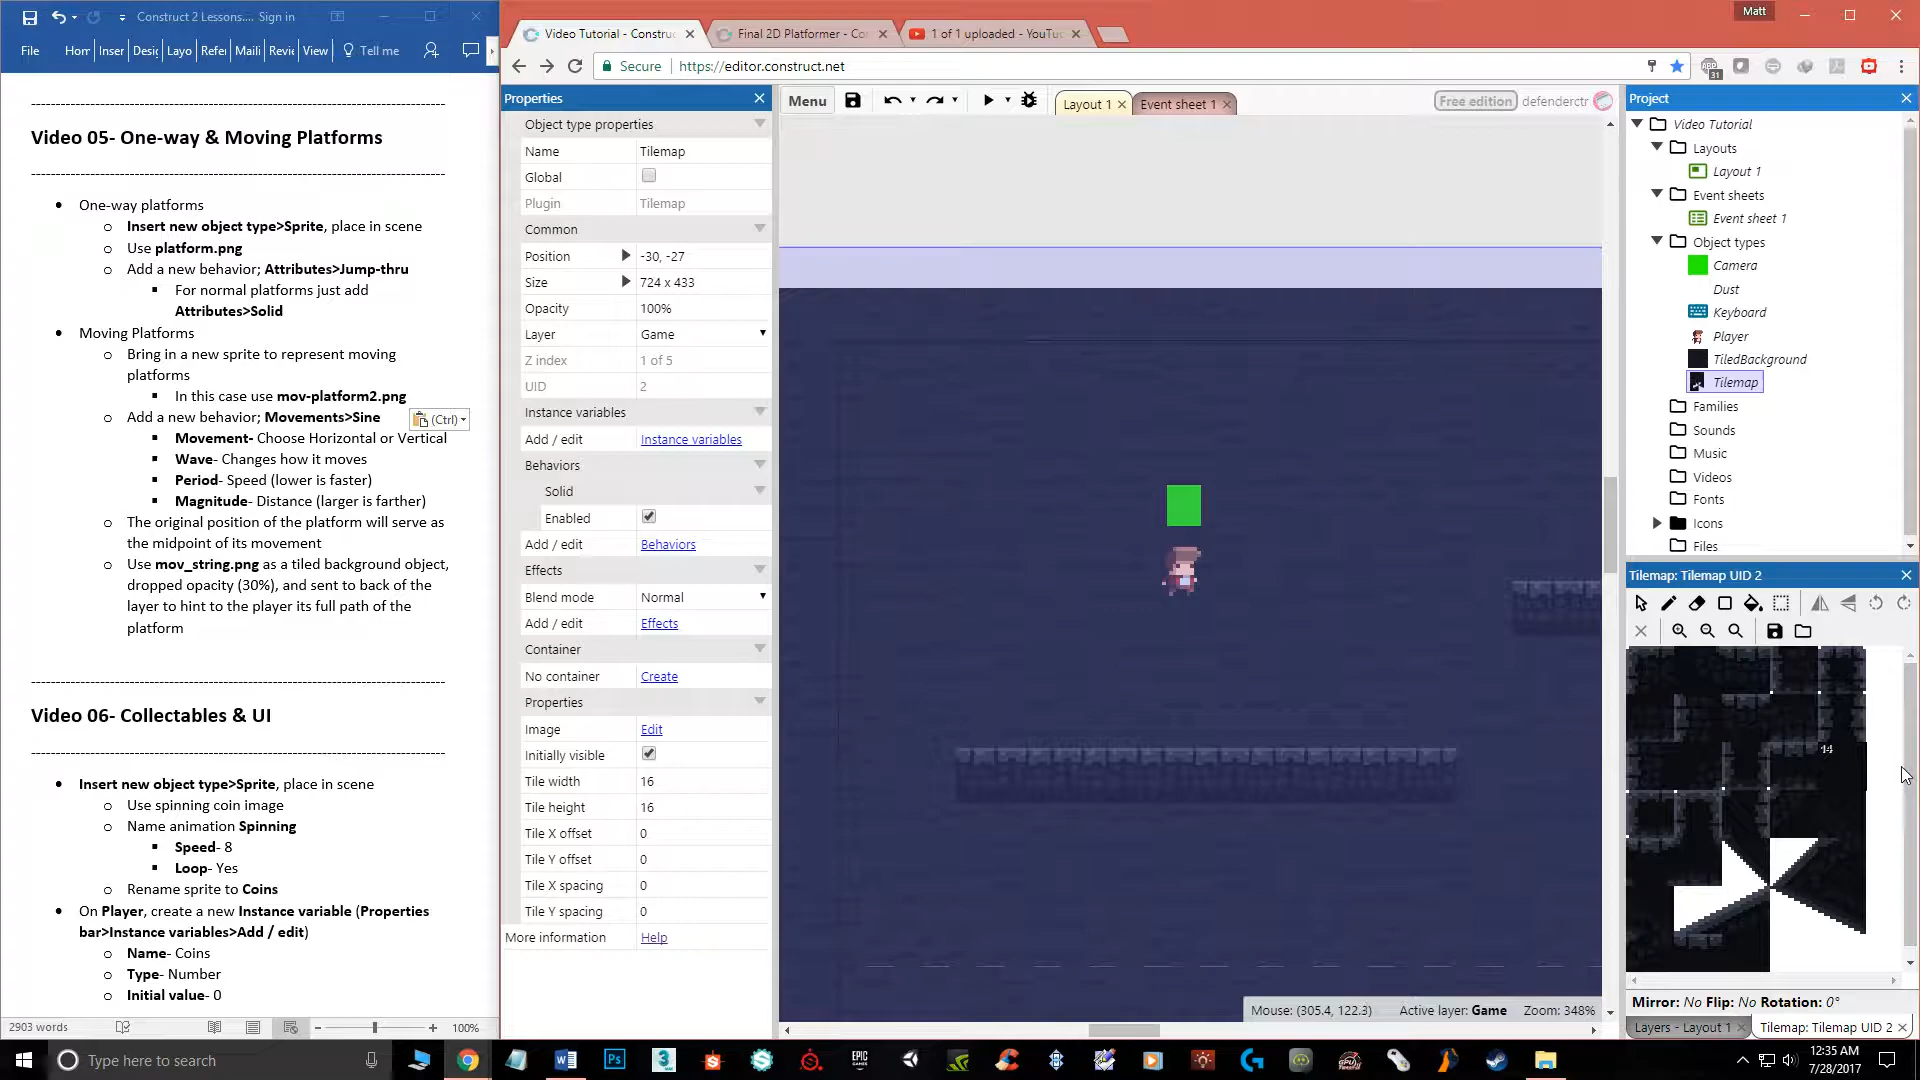 Construct 2 Lessons.... Sign in
File Hom Inser Desig Layo Refe Maili Revie View Tell me
Video 05- One-way & Moving Platforms
One-way platforms
Insert new object type>Sprite, place in scene
Use platform.png
Add a new behavior; Attributes>Jump-thru
For normal platforms just add
Attributes>Solid
Moving Platforms
Bring in a new sprite to represent moving
platforms
In this case use mov-platform2.png
Add a new behavior; Movements>Sine
(Ctrl)
Movement- Choose Horizontal or Vertical
Wave- Changes how it moves
Period- Speed (lower is faster)
Magnitude- Distance (larger is farther)
The original position of the platform will serve as
the midpoint of its movement
Use mov_string.png as a tiled background object,
dropped opacity (30%), and sent to back of the
layer to hint to the player its full path of the
platform
Video 06- Collectables & UI
Insert new object type>Sprite, place in scene
Use spinning coin image
Name animation Spinning
Speed- 8
Loop- Yes
Rename sprite to Coins
On Player, create a new Instance variable (Properties
bar>Instance variables>Add / edit)
Name- Coins
Type- Number
Initial value- 0
2903 words
100%
Matt
Video Tutorial - Construc
Final 2D Platformer - Co
1 of 1 uploaded - YouTu
Secure https://editor.construct.net
ABP
31
Properties
Object type properties
Name Tilemap
Global
Plugin Tilemap
Common
Position -30, -27
Size 724 x 433
Opacity 100%
Layer Game
Z index 1 of 5
UID 2
Instance variables
Add / edit Instance variables
Behaviors
Solid
Enabled
Add / edit Behaviors
Effects
Blend mode Normal
Add / edit Effects
Container
No container Create
Properties
Image Edit
Initially visible
Tile width 16
Tile height 16
Tile X offset 0
Tile Y offset 0
Tile X spacing 0
Tile Y spacing 0
More information Help
Menu
Layout 1
Event sheet 1
Free edition defenderctr
Mouse: (305.4, 122.3) Active layer: Game Zoom: 348%
Project
Video Tutorial
Layouts
Layout 1
Event sheets
Event sheet 1
Object types
Camera
Dust
Keyboard
Player
TiledBackground
Tilemap
Families
Sounds
Music
Videos
Fonts
Icons
Files
Tilemap: Tilemap UID 2
Mirror: No Flip: No Rotation: 0°
Layers - Layout 1
Tilemap: Tilemap UID 2
Type here to search
EPIC
GAMES
12:35 AM
7/28/2017